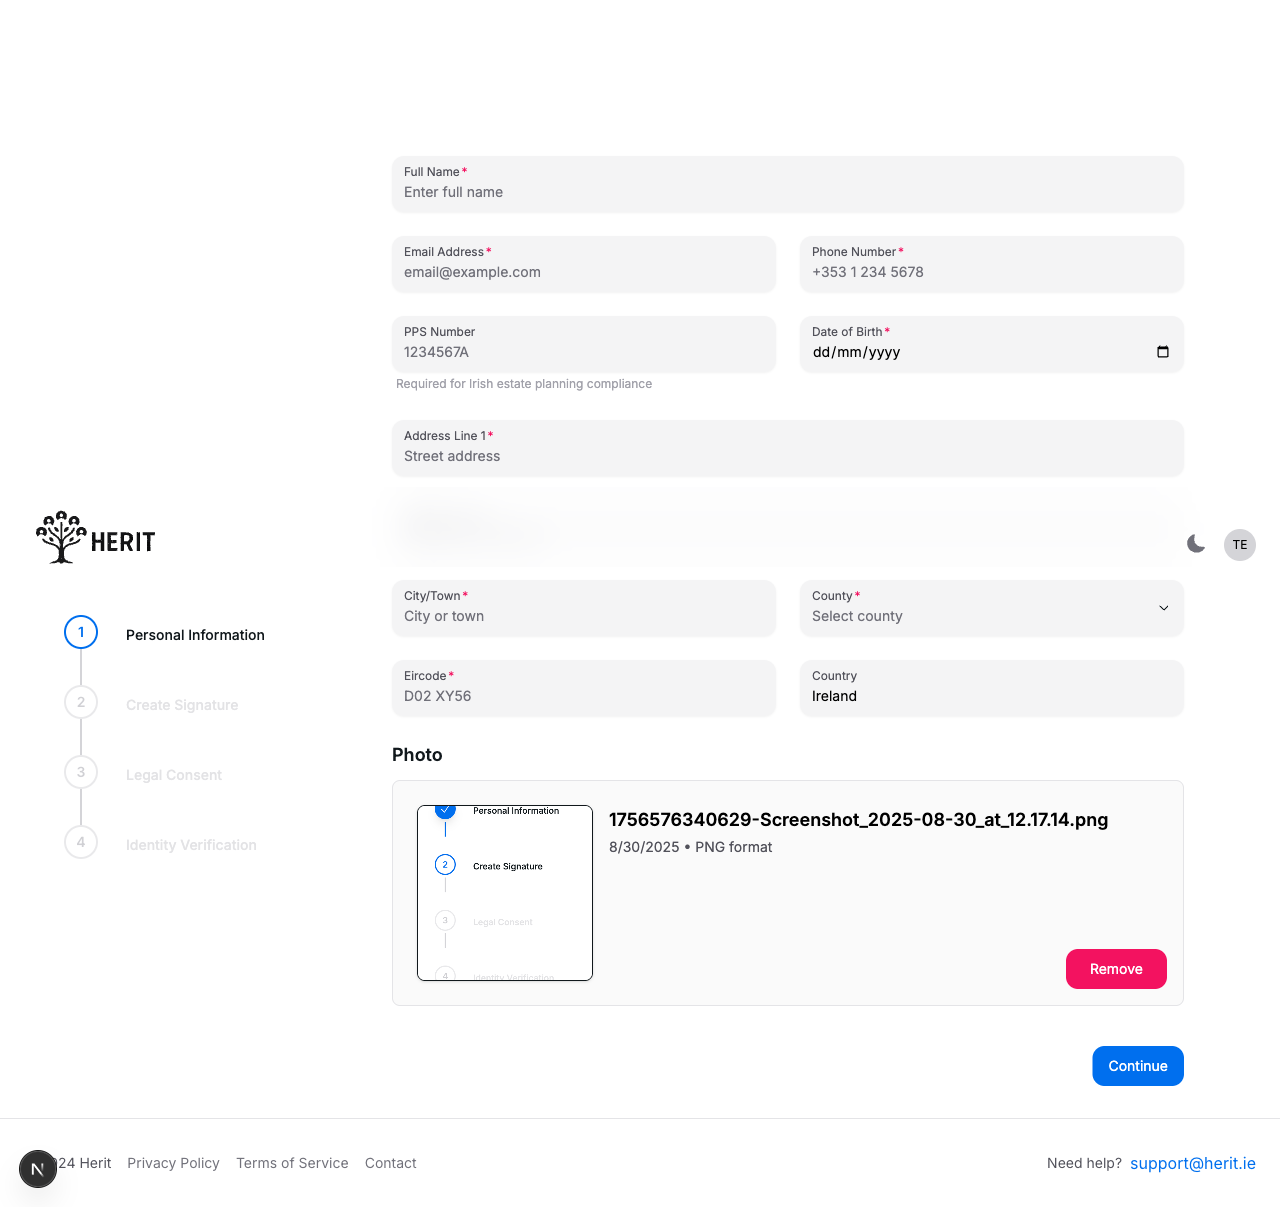 Full Name*
Enter full name
Email Address*
email@example.com
Phone Number*
+353 1 234 5678
PPS Number
1234567A
Required for Irish estate planning compliance
Date of Birth*
dd/mm/yyyy
Address Line 1*
Street address
HERIT
TE
City/Town*
City or town
County*
Select county
Eircode*
D02 XY56
Country
Ireland
1
Personal Information
2
Create Signature
3
Legal Consent
4
Identity Verification
Photo
Personal Information
2
Create Signature
3
Legal Consent
4
Identity Verification
1756576340629-Screenshot_2025-08-30_at_12.17.14.png
8/30/2025 • PNG format
Remove
Continue
N
24 Herit
Privacy Policy
Terms of Service
Contact
Need help?
support@herit.ie